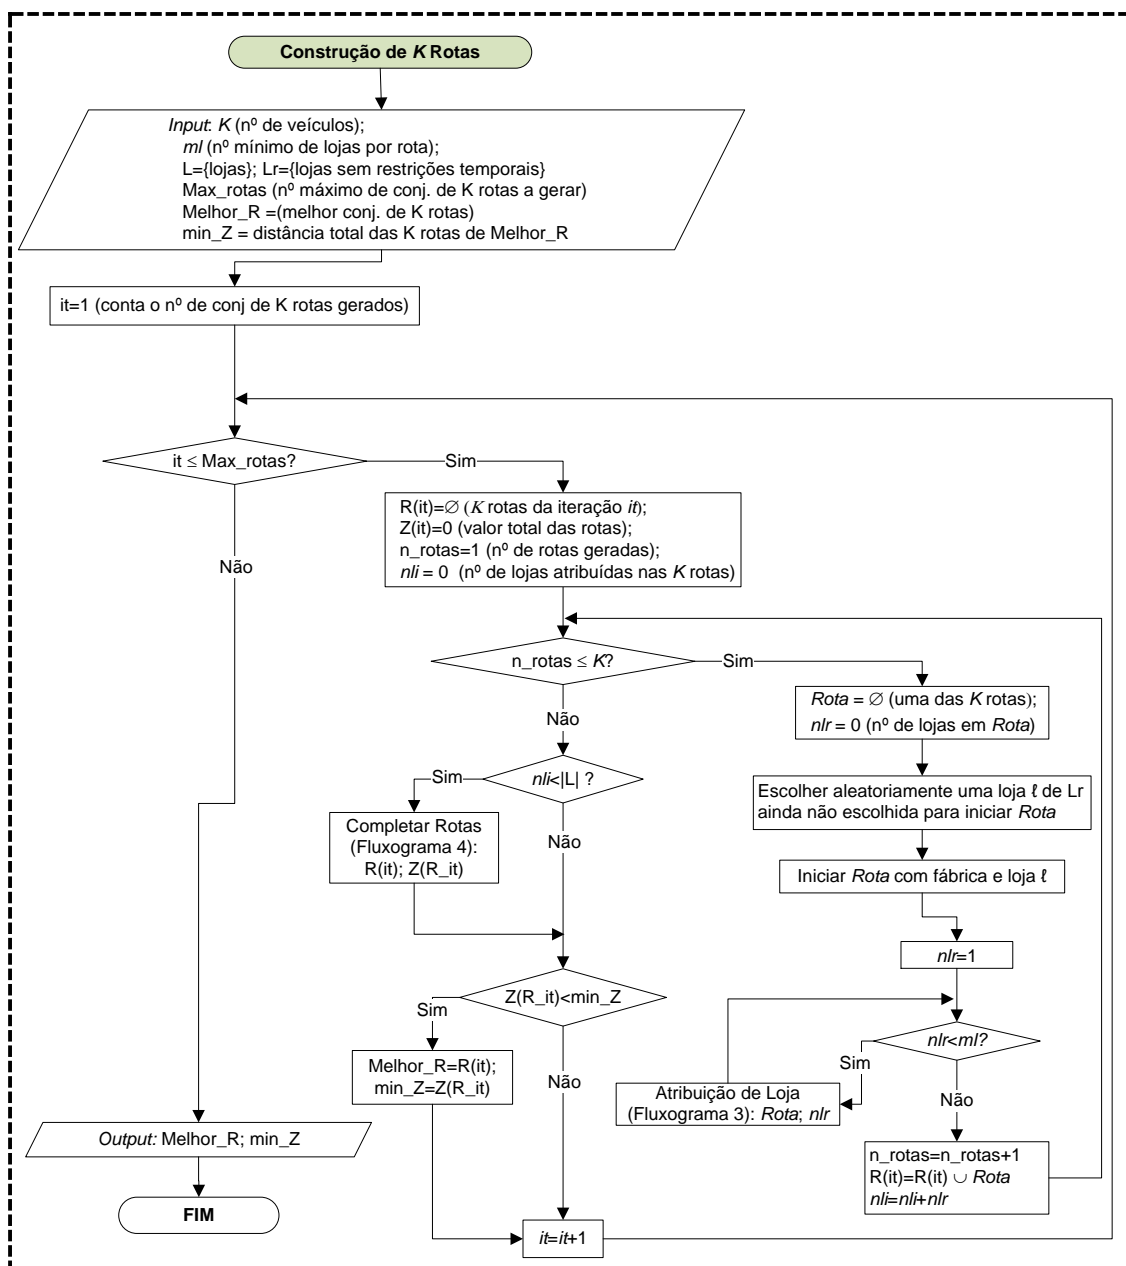 Construção de K Rotas
Input: K (nº de veículos);
ml (nº mínimo de lojas por rota);
L={lojas}; Lr={lojas sem restrições temporais}
Max_rotas (nº máximo de conj. de K rotas a gerar)
Melhor_R =(melhor conj. de K rotas)
min_Z = distância total das K rotas de Melhor_R
it=1 (conta o nº de conj de K rotas gerados)
it ≤ Max_rotas?
Sim
Não
R(it)=∅ (K rotas da iteração it);
Z(it)=0 (valor total das rotas);
n_rotas=1 (nº de rotas geradas);
nli = 0 (nº de lojas atribuídas nas K rotas)
n_rotas ≤ K?
Sim
Não
Rota = ∅ (uma das K rotas);
nlr = 0 (nº de lojas em Rota)
Escolher aleatoriamente uma loja ℓ de Lr
ainda não escolhida para iniciar Rota
Iniciar Rota com fábrica e loja ℓ
nlr=1
nlr<ml?
Sim
Não
Atribuição de Loja
(Fluxograma 3): Rota; nlr
n_rotas=n_rotas+1
R(it)=R(it) ∪ Rota
nli=nli+nlr
nli<|L| ?
Sim
Não
Completar Rotas
(Fluxograma 4):
R(it); Z(R_it)
Z(R_it)<min_Z
Sim
Não
Melhor_R=R(it);
min_Z=Z(R_it)
it=it+1
Output: Melhor_R; min_Z
FIM